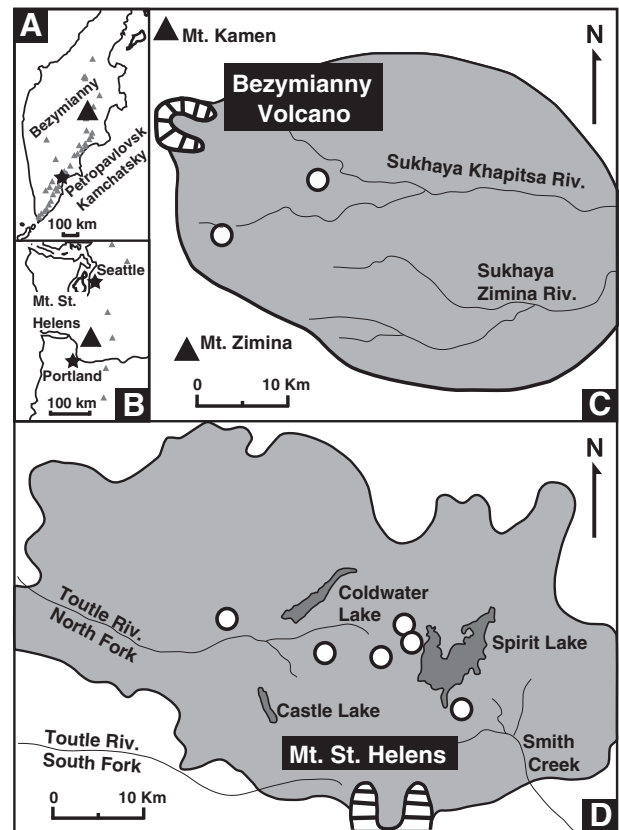 A
Bezymianny
Petropavlovsk
Kamchatsky
100 km
B
Seattle
Mt. St.
Helens
Portland
100 km
C
Mt. Kamen
N
Bezymianny
Volcano
Sukhaya Khapitsa Riv.
Sukhaya
Zimina Riv.
Mt. Zimina
0 10 Km
N
Toutle Riv.
North Fork
Coldwater
Lake
Spirit Lake
Castle Lake
Mt. St. Helens
Smith
Creek
Toutle Riv.
South Fork
0 10 Km
D